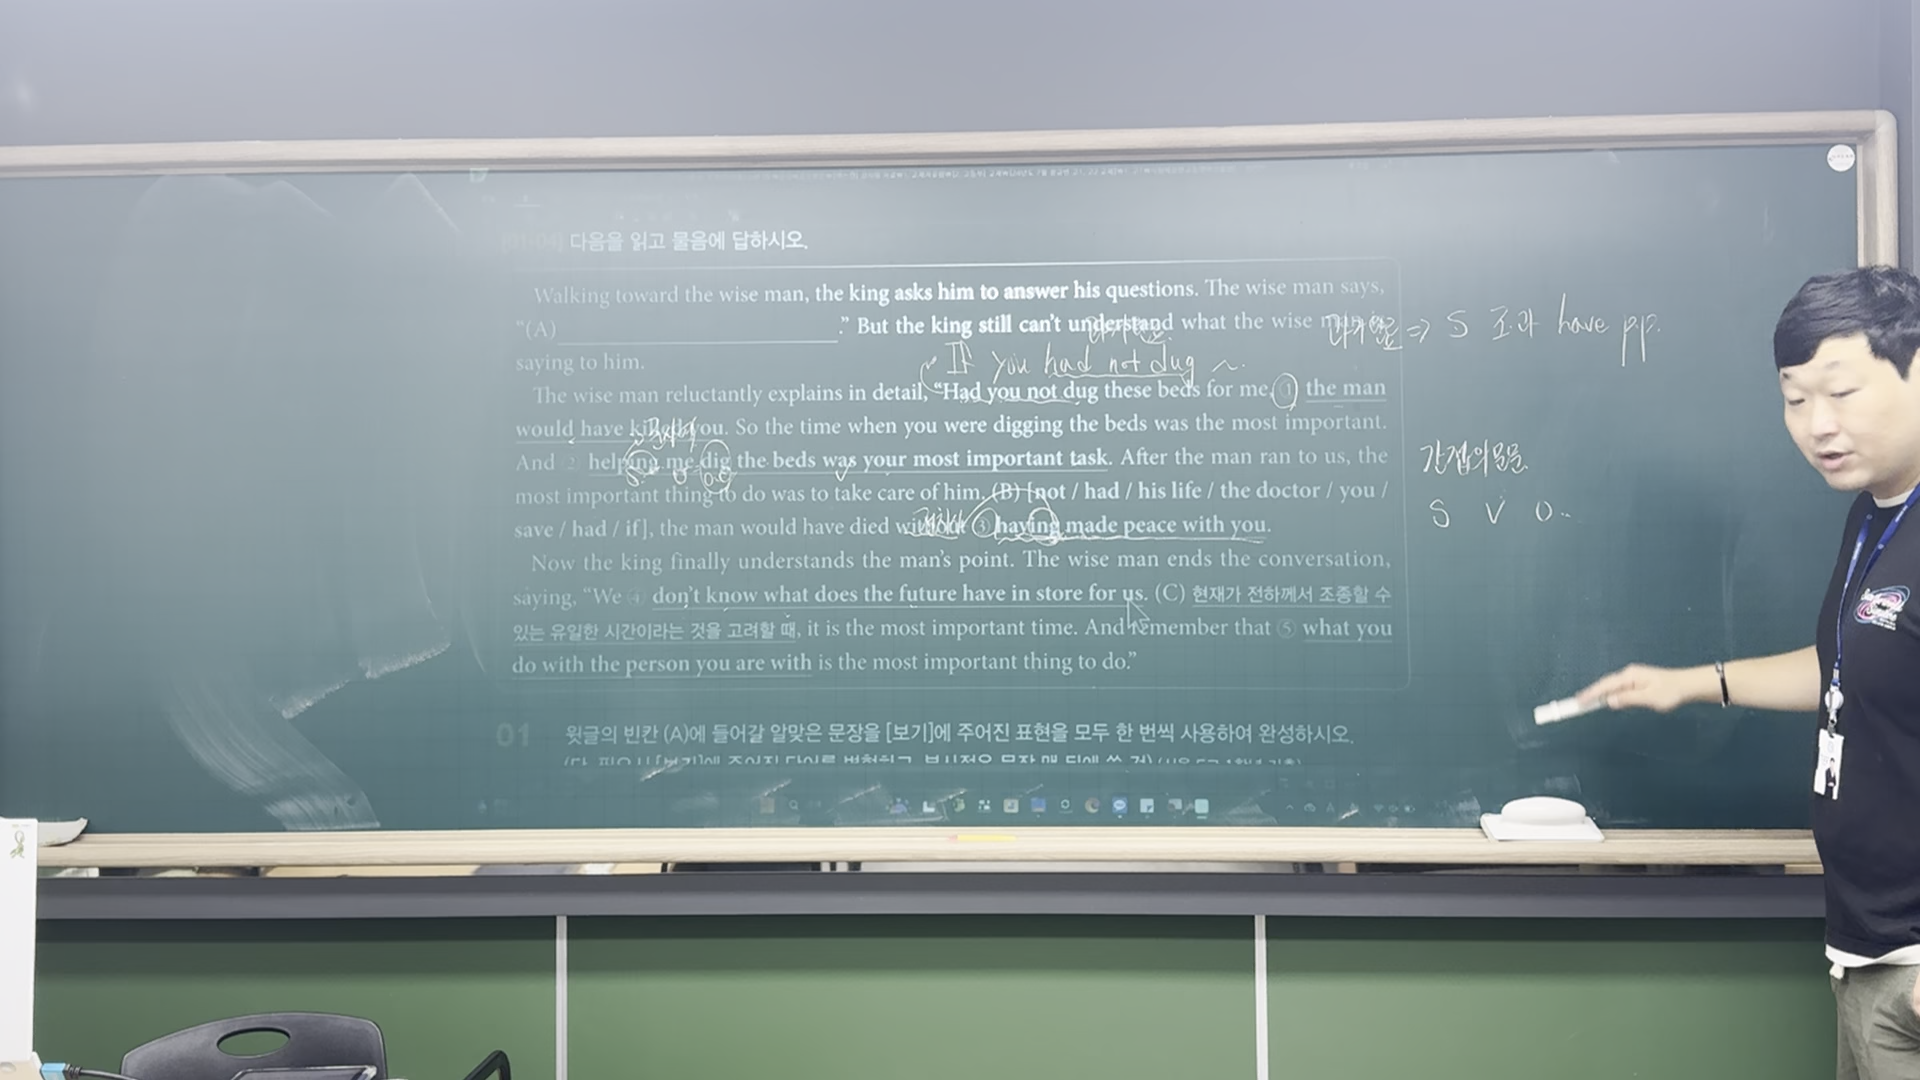 다음을 읽고 물음에 답하시오.
Walking toward the wise man, the king asks him to answer his questions. The wise man says,
“(A)____.” But the king still can’t understand what the wise
saying to him.
⇒ S 조.과 have p.p.
If you had not dug ~.
The wise man reluctantly explains in detail, “Had you not dug these beds for me, ① the man
would have killed you. So the time when you were digging the beds was the most important.
And ② helping me dig the beds was your most important task. After the man ran to us, the
most important thing to do was to take care of him. (B) [not / had / his life / the doctor / you /
save / had / if], the man would have died without ③ having made peace with you.
간접의문문
S V O..
Now the king finally understands the man’s point. The wise man ends the conversation,
saying, “We ④ don’t know what does the future have in store for us. (C) 현재가 전하께서 조종할 수
있는 유일한 시간이라는 것을 고려할 때, it is the most important time. And remember that ⑤ what you
do with the person you are with is the most important thing to do.”
01 윗글의 빈칸 (A)에 들어갈 알맞은 문장을 [보기]에 주어진 표현을 모두 한 번씩 사용하여 완성하시오.